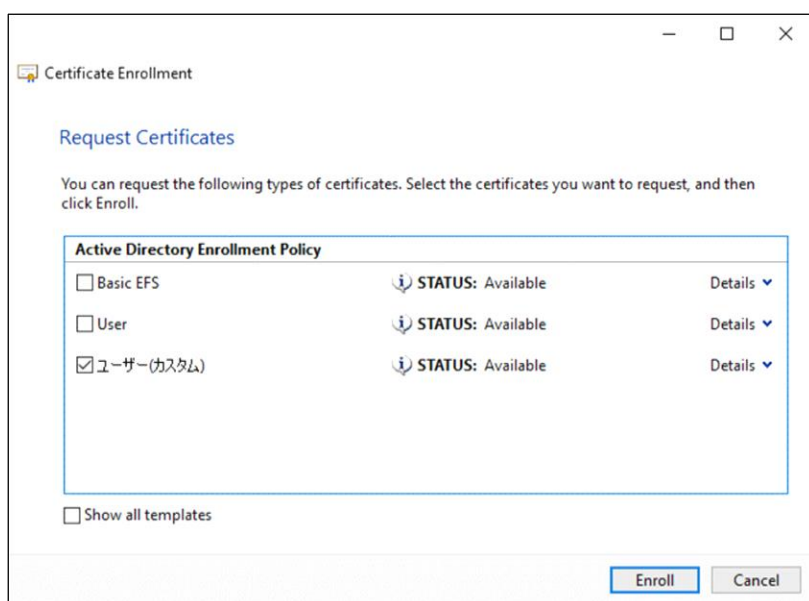 Certificate Enrollment
Request Certificates
You can request the following types of certificates. Select the certificates you want to request, and then
click Enroll.
Active Directory Enrollment Policy
Basic EFS STATUS: Available Details
User STATUS: Available Details
ユーザー(カスタム) STATUS: Available Details
Show all templates
Enroll Cancel